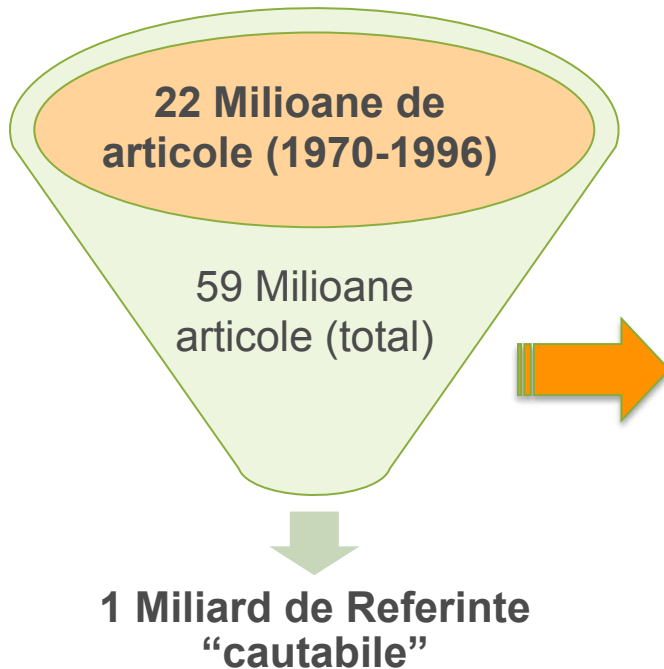 22 Milioane de
articole (1970-1996)
59 Milioane
articole (total)
1 Miliard de Referinte
“cautabile”